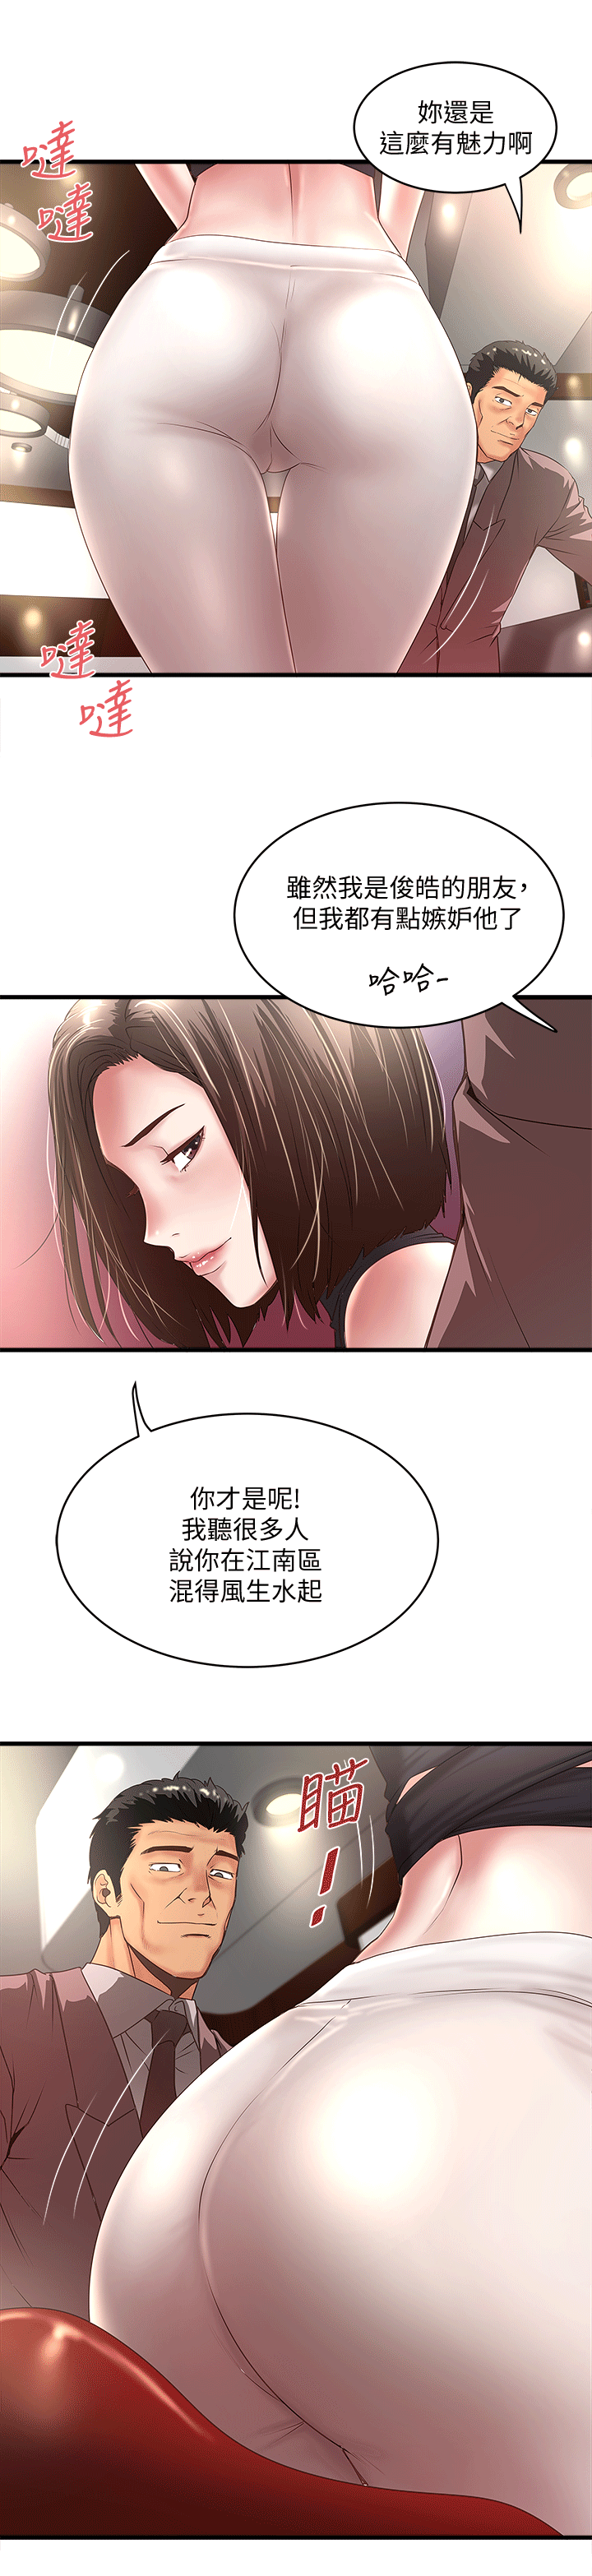 妳還是
這麼有魅力啊
噠
噠
噠
噠
雖然我是俊皓的朋友,
但我都有點嫉妒他了
哈哈~
你才是呢!
我聽很多人
說你在江南區
混得風生水起
瞄!